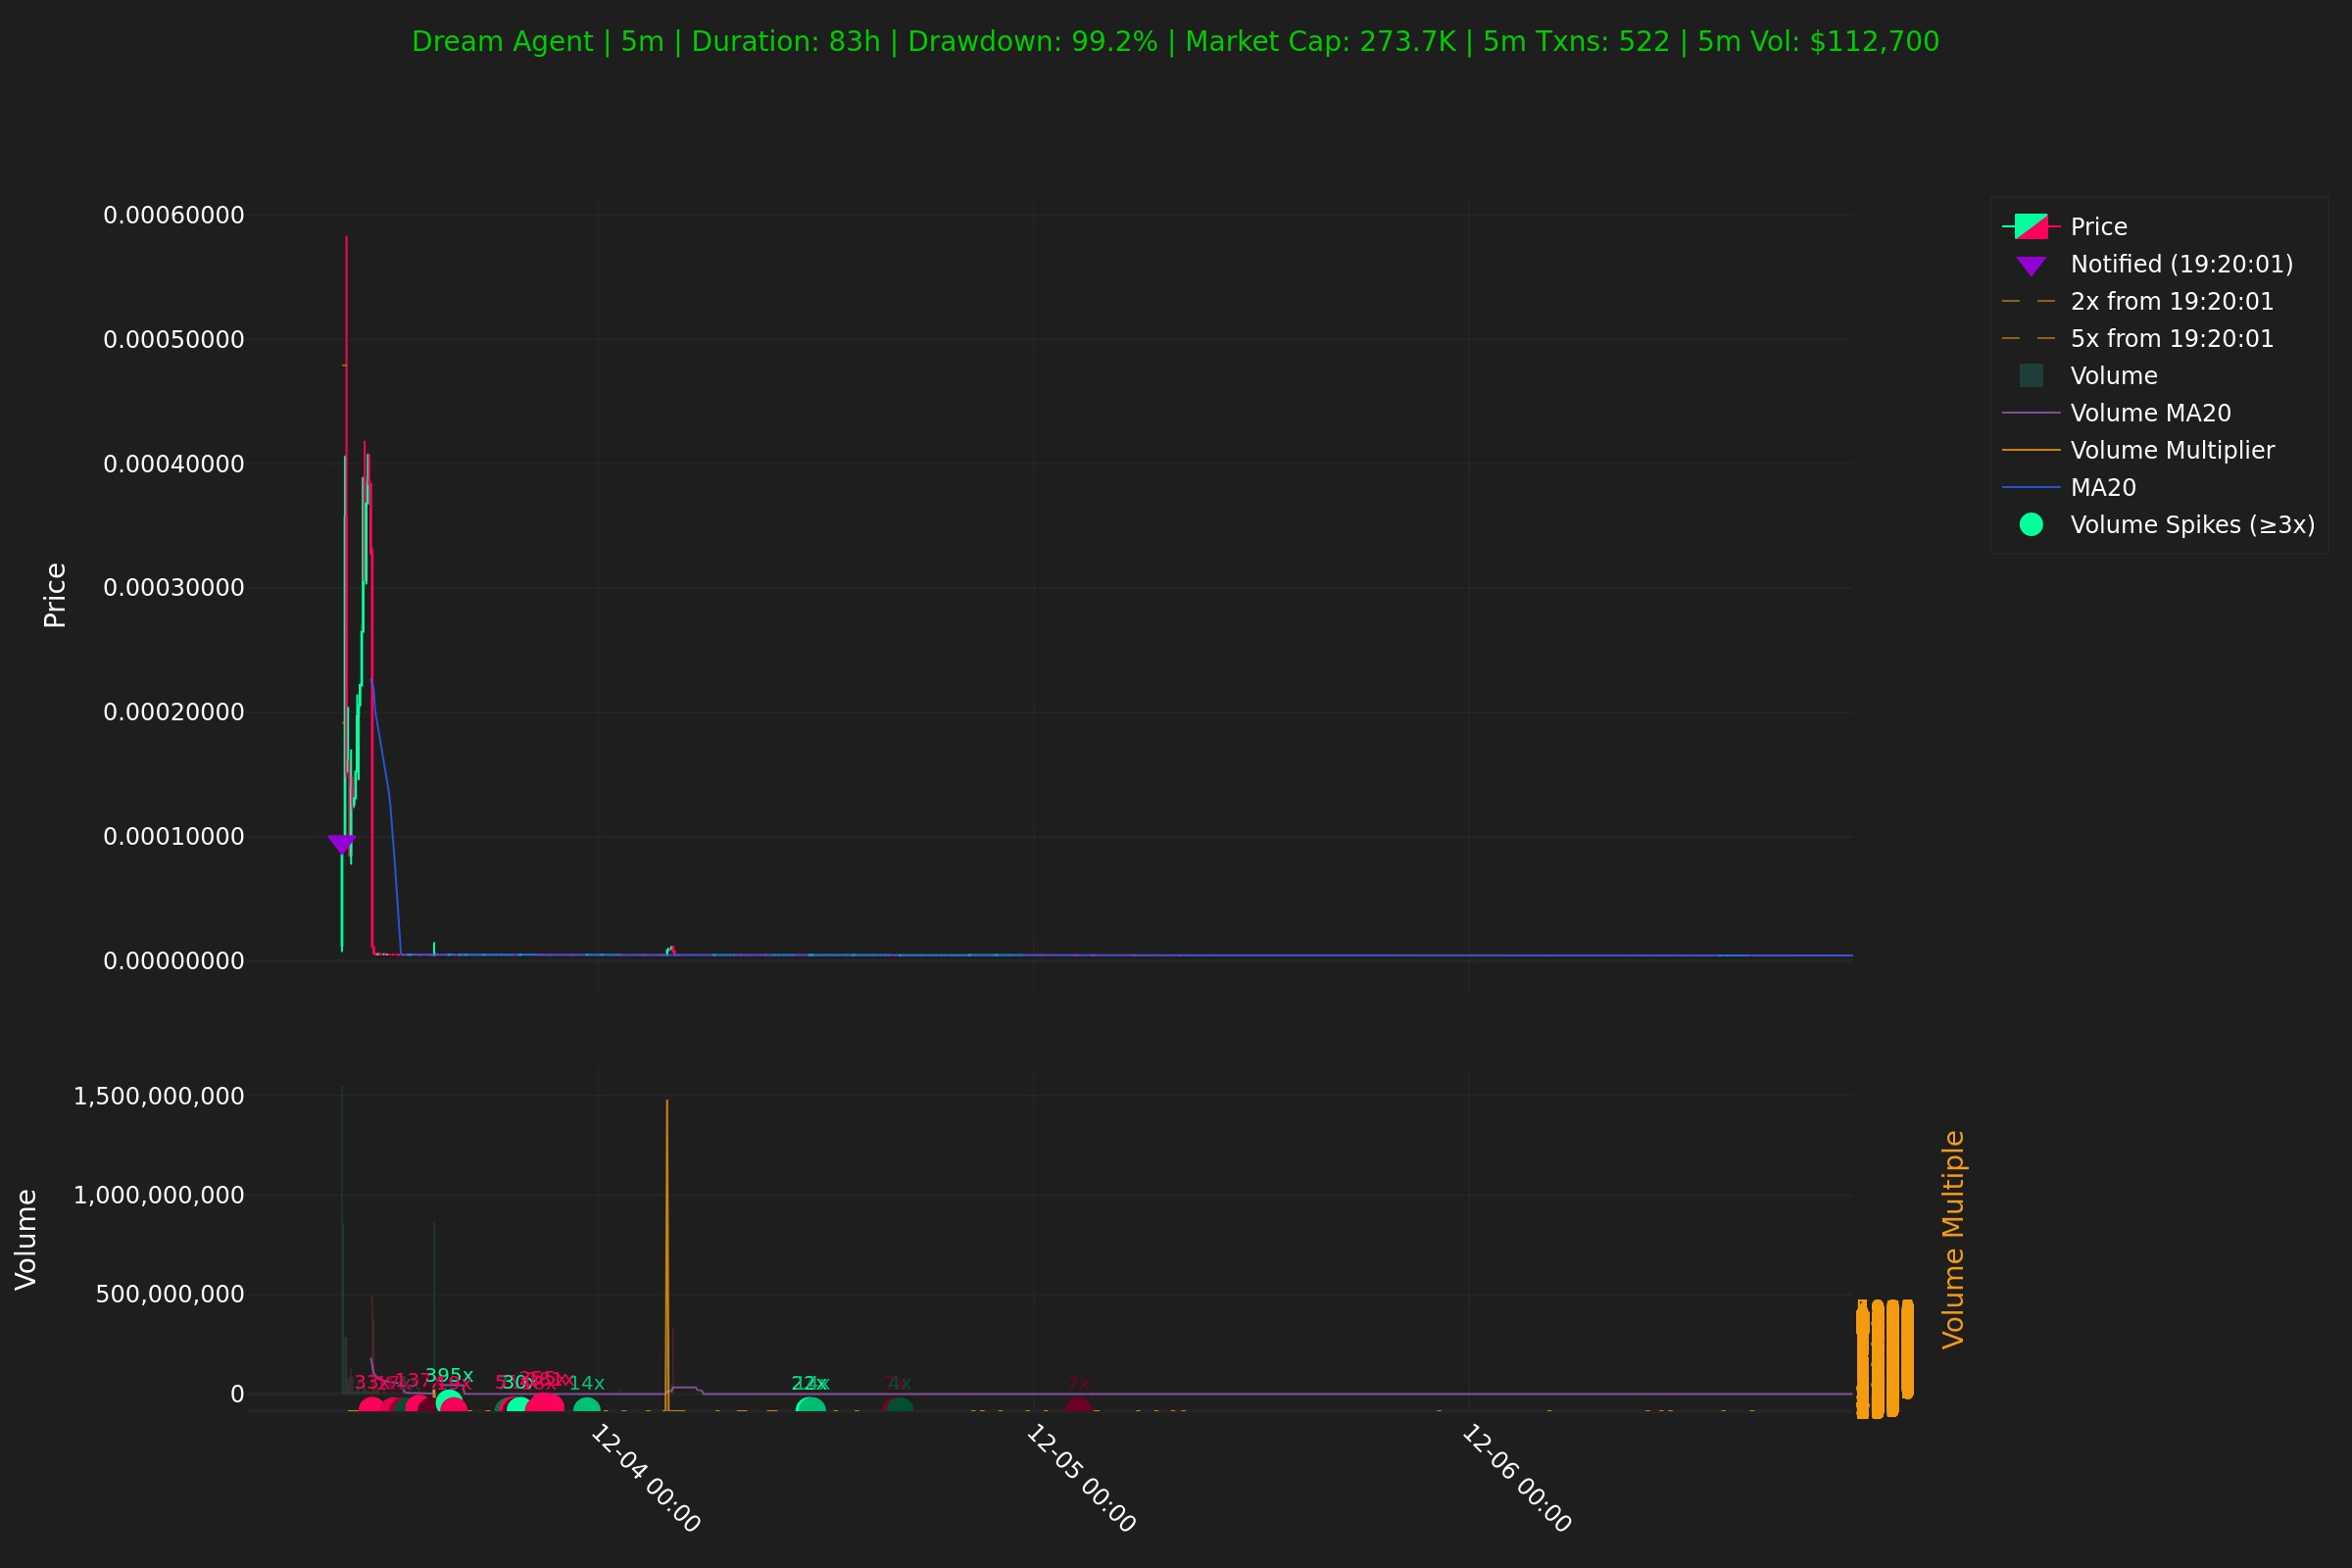 Dream Agent | 5m | Duration: 83h | Drawdown: 99.2% | Market Cap: 273.7K | 5m Txns: 522 | 5m Vol: $112,700
0.00060000
0.00050000
0.00040000
0.00030000
0.00020000
0.00010000
0.00000000
Price
Price
Notified (19:20:01)
2x from 19:20:01
5x from 19:20:01
Volume
Volume MA20
Volume Multiplier
MA20
Volume Spikes (≥3x)
1,500,000,000
1,000,000,000
500,000,000
0
Volume
395x
14x
22x
4x
7x
Volume Multiple
12-04 00:00
12-05 00:00
12-06 00:00